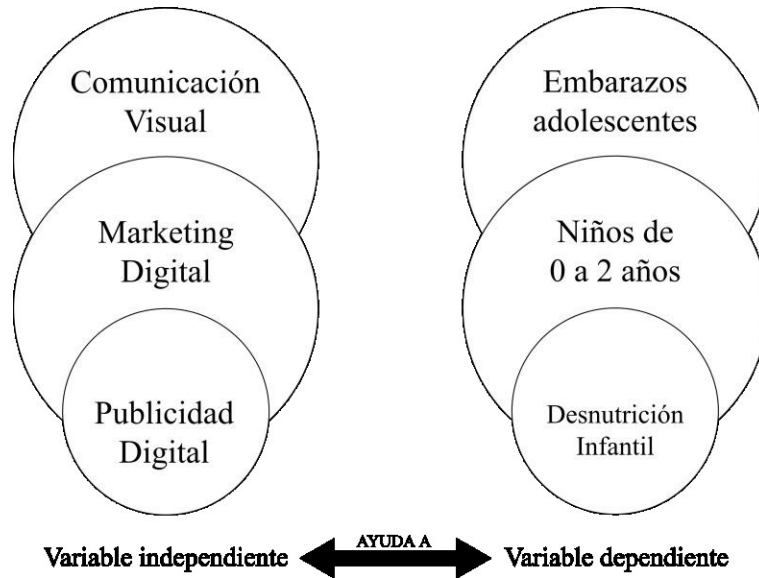 Comunicación
Visual
Marketing
Digital
Publicidad
Digital
Embarazos
adolescentes
Niños de
0 a 2 años
Desnutrición
Infantil
Variable independiente
AYUDA A
Variable dependiente